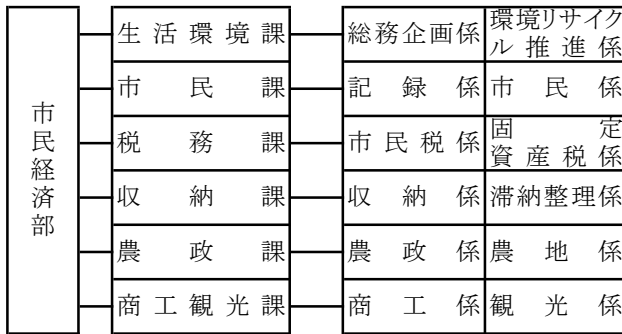 市民経済部
生活環境課 総務企画係 環境リサイクル推進係
市民課 記録係 市民係
税務課 市民税係 固定資産税係
収納課 収納係 滞納整理係
農政課 農政係 農地係
商工観光課 商工係 観光係